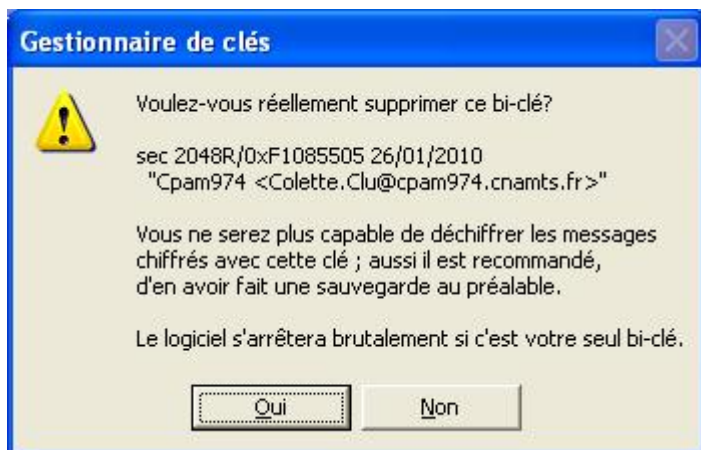 Gestionnaire de clés
Voulez-vous réellement supprimer ce bi-clé?
sec 2048R/0xF1085505 26/01/2010
"Cpam974 <Colette.Clu@cpam974.cnamts.fr>"
Vous ne serez plus capable de déchiffrer les messages
chiffrés avec cette clé ; aussi il est recommandé,
d'en avoir fait une sauvegarde au préalable.
Le logiciel s'arrêtera brutalement si c'est votre seul bi-clé.
Oui Non